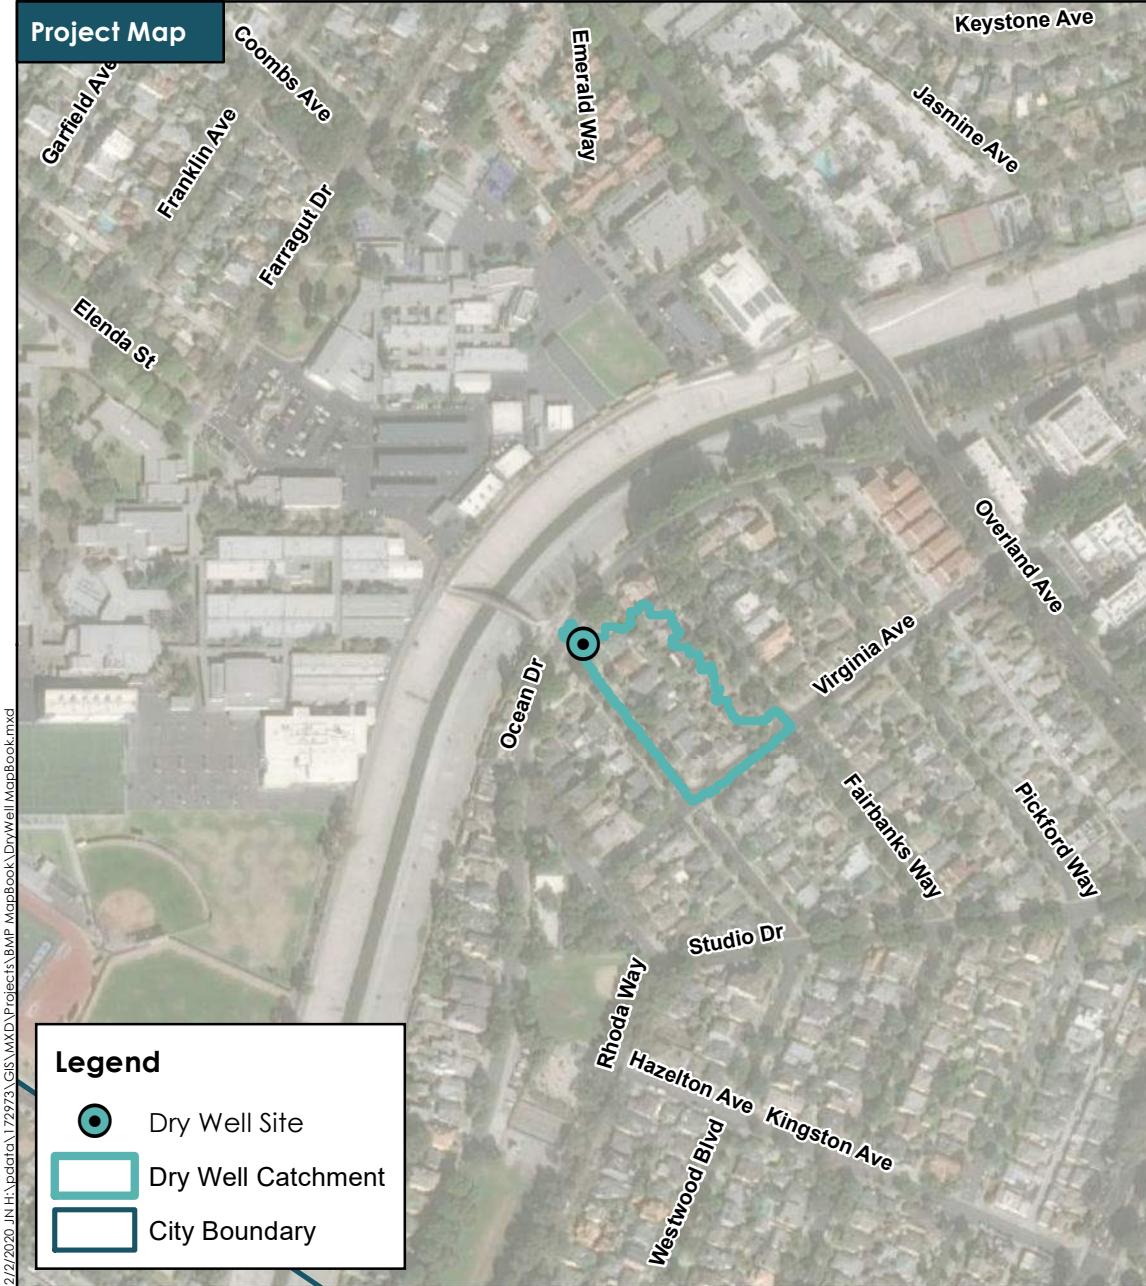 Project Map
Keystone Ave
Coombs Ave
Emerald Way
Garfield Ave
Jasmine Ave
Franklin Ave
Farragut Dr
Elenda St
Overland Ave
Virginia Ave
Ocean Dr
Fairbanks Way
Pickford Way
Studio Dr
Rhoda Way
Hazelton Ave
Kingston Ave
Westwood Blvd
Legend
Dry Well Site
Dry Well Catchment
City Boundary
2/2/2020 JN H:\pdata\172973\GIS\MXD\Projects\BMP MapBook\DryWell MapBook.mxd